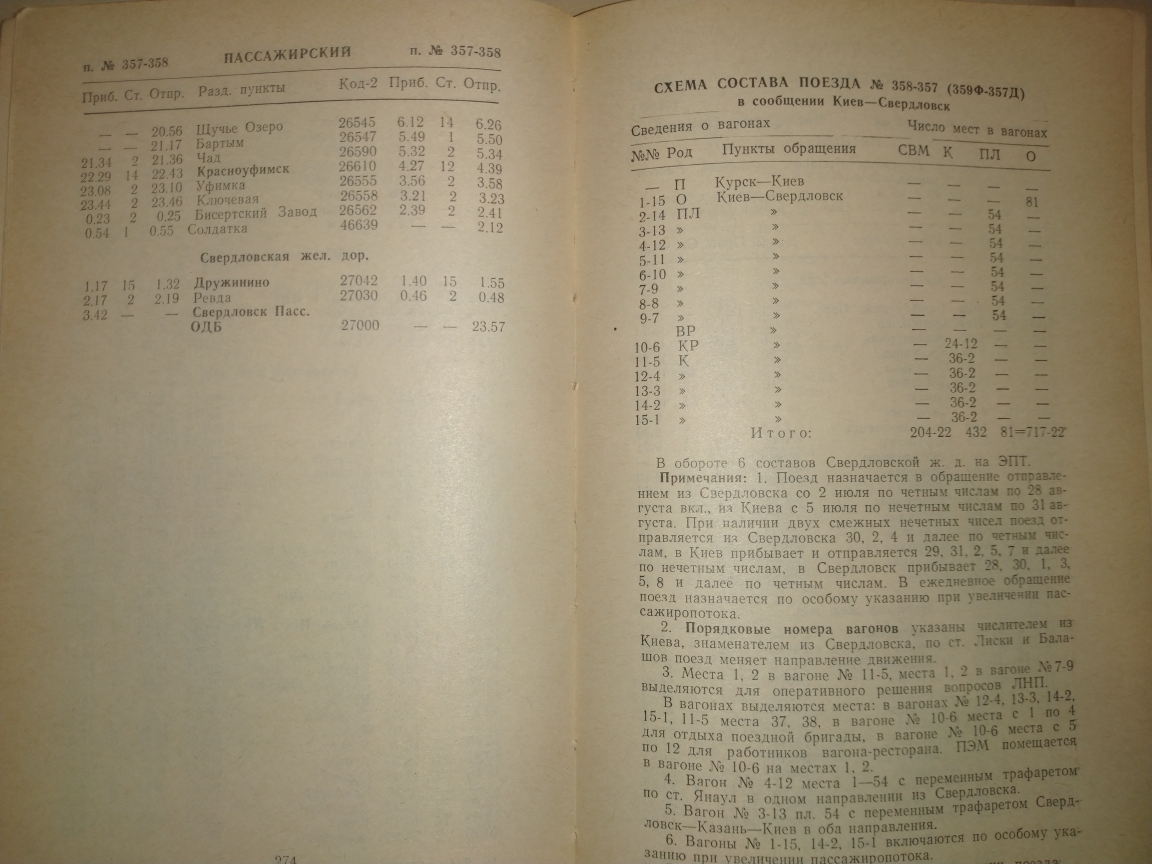 п. № 357-358 ПАССАЖИРСКИЙ п. № 357-358
Приб. Ст. Отпр. Разд. пункты Код-2 Приб. Ст. Отпр.
— — 20.56 Щучье Озеро 26545 6.12 14 6.26
— — 21.17 Бартым 26547 5.49 1 5.50
21.34 2 21.36 Чад 26590 5.32 2 5.34
22.29 14 22.43 Красноуфимск 26610 4.27 12 4.39
23.08 2 23.10 Уфимка 26555 3.56 2 3.58
23.44 2 23.46 Ключевая 26558 3.21 2 3.23
0.23 2 0.25 Бисертский Завод 26562 2.39 2 2.41
0.54 1 0.55 Солдатка 46639 — — 2.12
Свердловская жел. дор.
1.17 15 1.32 Дружинино 27042 1.40 15 1.55
2.17 2 2.19 Ревда 27030 0.46 2 0.48
3.42 — — Свердловск Пасс.
ОДБ 27000 — — 23.57
274
СХЕМА СОСТАВА ПОЕЗДА № 358-357 (359Ф-357Д)
в сообщении Киев—Свердловск
Сведения о вагонах Число мест в вагонах
№№ Род Пункты обращения СВМ К ПЛ О
— П Курск—Киев — — — —
1-15 О Киев—Свердловск — — — 81
2-14 ПЛ » — — 54 —
3-13 » » — — 54 —
4-12 » » — — 54 —
5-11 » » — — 54 —
6-10 » » — — 54 —
7-9 » » — — 54 —
8-8 » » — — 54 —
9-7 » » — — 54 —
ВР » — — — —
10-6 КР » — 24-12 — —
11-5 К » — 36-2 — —
12-4 » » — 36-2 — —
13-3 » » — 36-2 — —
14-2 » » — 36-2 — —
15-1 » » — 36-2 — —
Итого: 204-22 432 81=717-22
В обороте 6 составов Свердловской ж. д. на ЭПТ.
Примечания: 1. Поезд назначается в обращение отправле-
нием из Свердловска со 2 июля по четным числам по 28 ав-
густа вкл., из Киева с 5 июля по нечетным числам по 31 ав-
густа. При наличии двух смежных нечетных чисел поезд от-
правляется из Свердловска 30, 2, 4 и далее по четным чис-
лам, в Киев прибывает и отправляется 29, 31, 2, 5, 7 и далее
по нечетным числам, в Свердловск прибывает 28, 30, 1, 3,
5, 8 и далее по четным числам. В ежедневное обращение
поезд назначается по особому указанию при увеличении пас-
сажиропотока.
2. Порядковые номера вагонов указаны числителем из
Киева, знаменателем из Свердловска, по ст. Лиски и Бала-
шов поезд меняет направление движения.
3. Места 1, 2 в вагоне № 11-5, места 1, 2 в вагоне № 7-9
выделяются для оперативного решения вопросов ЛНП.
В вагонах выделяются места: в вагонах № 12-4, 13-3, 14-2,
15-1, 11-5 места 37, 38, в вагоне № 10-6 места с 1 по 4
для отдыха поездной бригады, в вагоне № 10-6 места с 5
по 12 для работников вагона-ресторана. ПЭМ помещается
в вагоне № 10-6 на местах 1, 2.
4. Вагон № 4-12 места 1—54 с переменным трафаретом
по ст. Янаул в одном направлении из Свердловска.
5. Вагон № 3-13 пл. 54 с переменным трафаретом Сверд-
ловск—Казань—Киев в оба направления.
6. Вагоны № 1-15, 14-2, 15-1 включаются по особому ука-
занию при увеличении пассажиропотока.